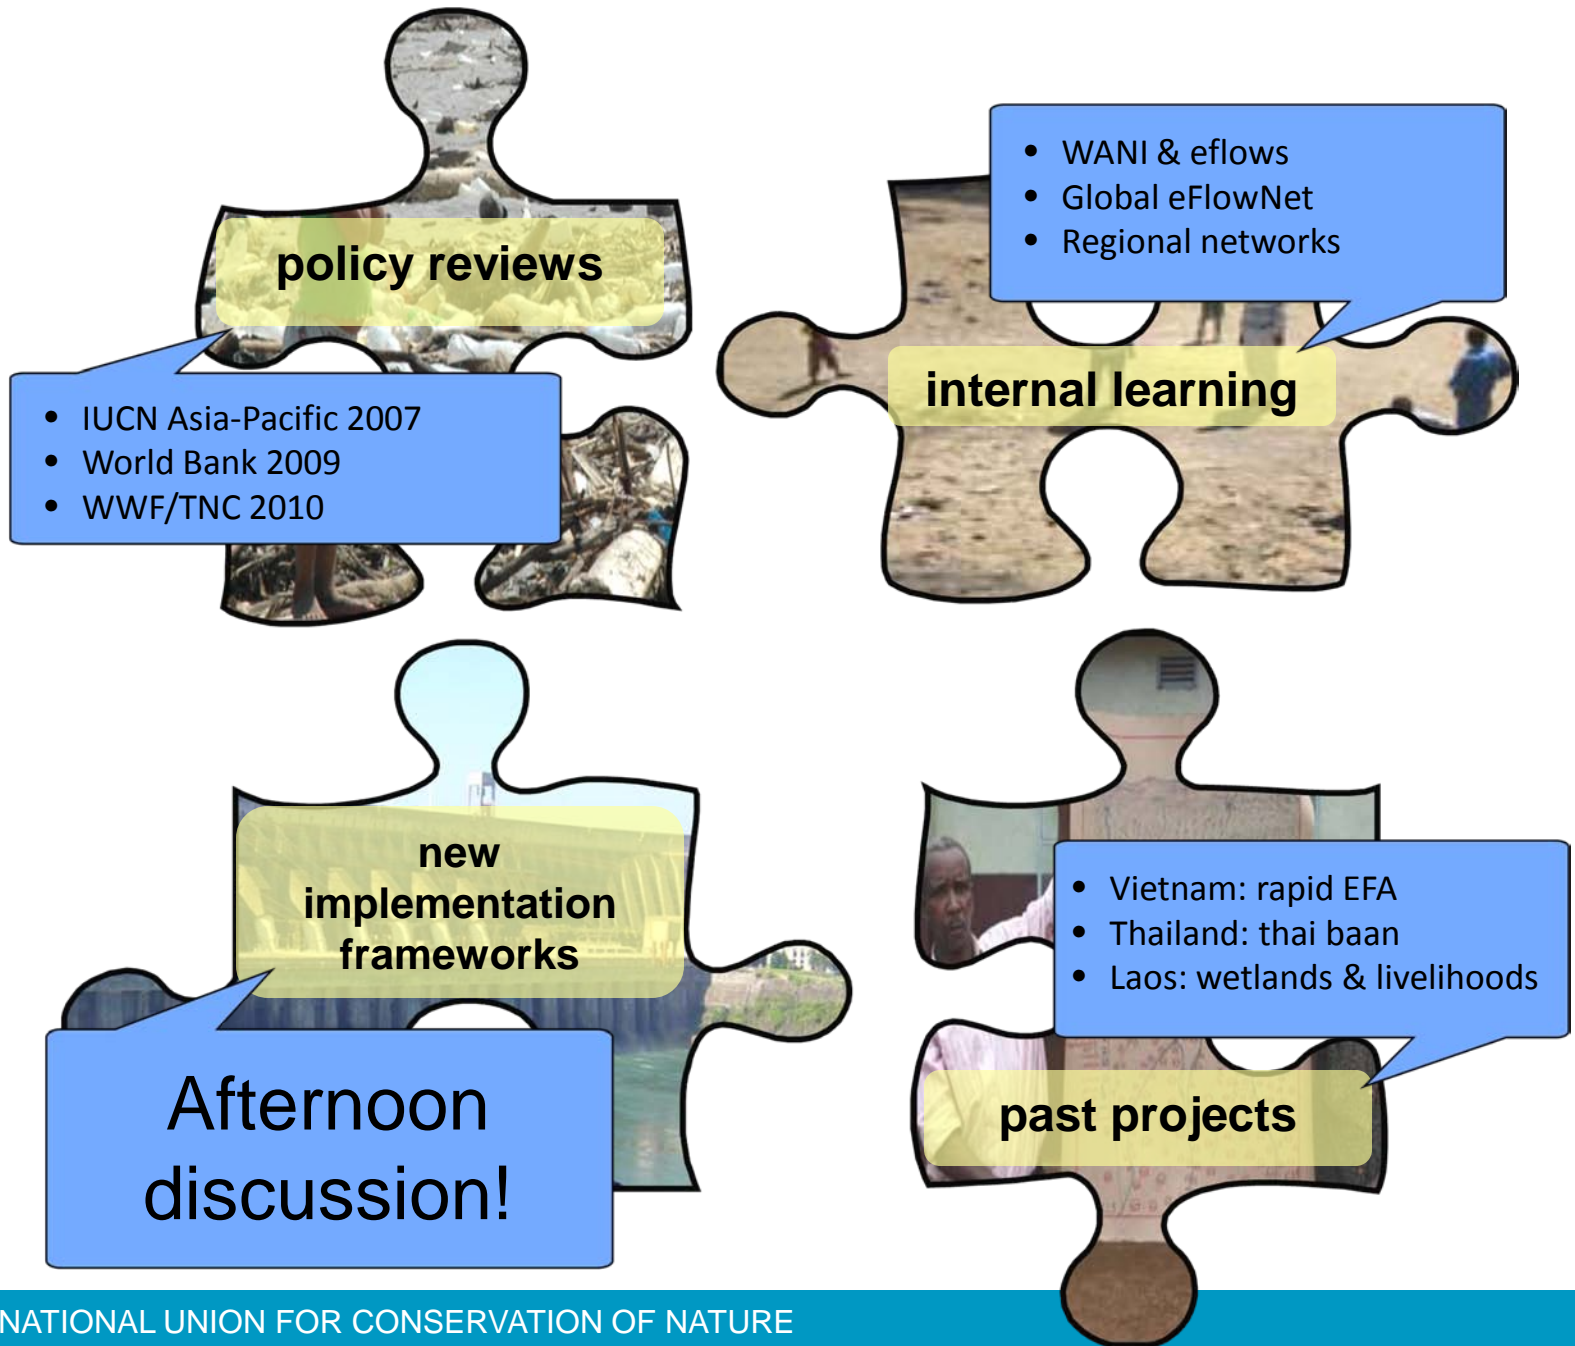 policy reviews
• IUCN Asia-Pacific 2007
• World Bank 2009
• WWF/TNC 2010
• WANI & eflows
• Global eFlowNet
• Regional networks
internal learning
new
implementation
frameworks
Afternoon
discussion!
• Vietnam: rapid EFA
• Thailand: thai baan
• Laos: wetlands & livelihoods
past projects
NATIONAL UNION FOR CONSERVATION OF NATURE